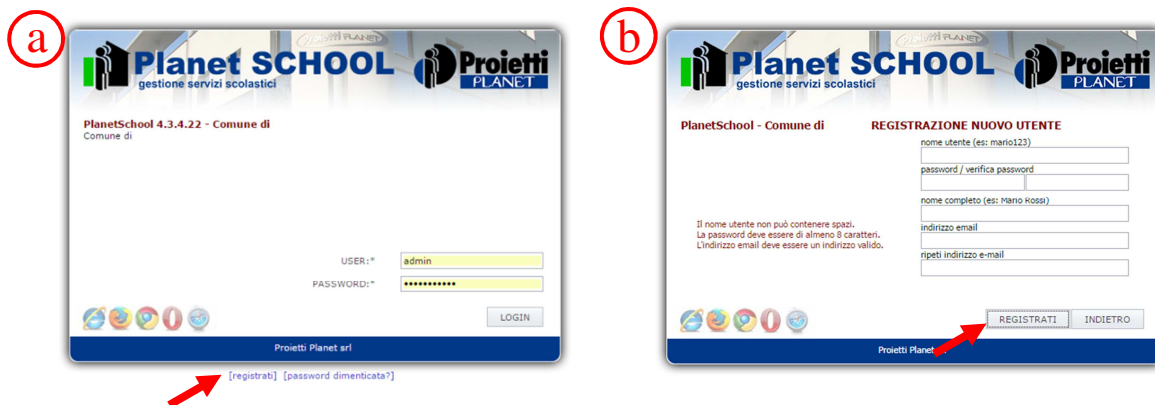 a
Planet SCHOOL
gestione servizi scolastici
Proietti
PLANET
PlanetSchool 4.3.4.22 - Comune di
Comune di
USER:*
admin
PASSWORD:*
•••••••••••
LOGIN
Proietti Planet srl
[registrati] [password dimenticata?]
b
Planet SCHOOL
gestione servizi scolastici
Proietti
PLANET
PlanetSchool - Comune di
REGISTRAZIONE NUOVO UTENTE
nome utente (es: mario123)
password / verifica password
nome completo (es: Mario Rossi)
Il nome utente non può contenere spazi.
La password deve essere di almeno 8 caratteri.
L'indirizzo email deve essere un indirizzo valido.
indirizzo email
ripeti indirizzo e-mail
REGISTRATI
INDIETRO
Proietti Planet